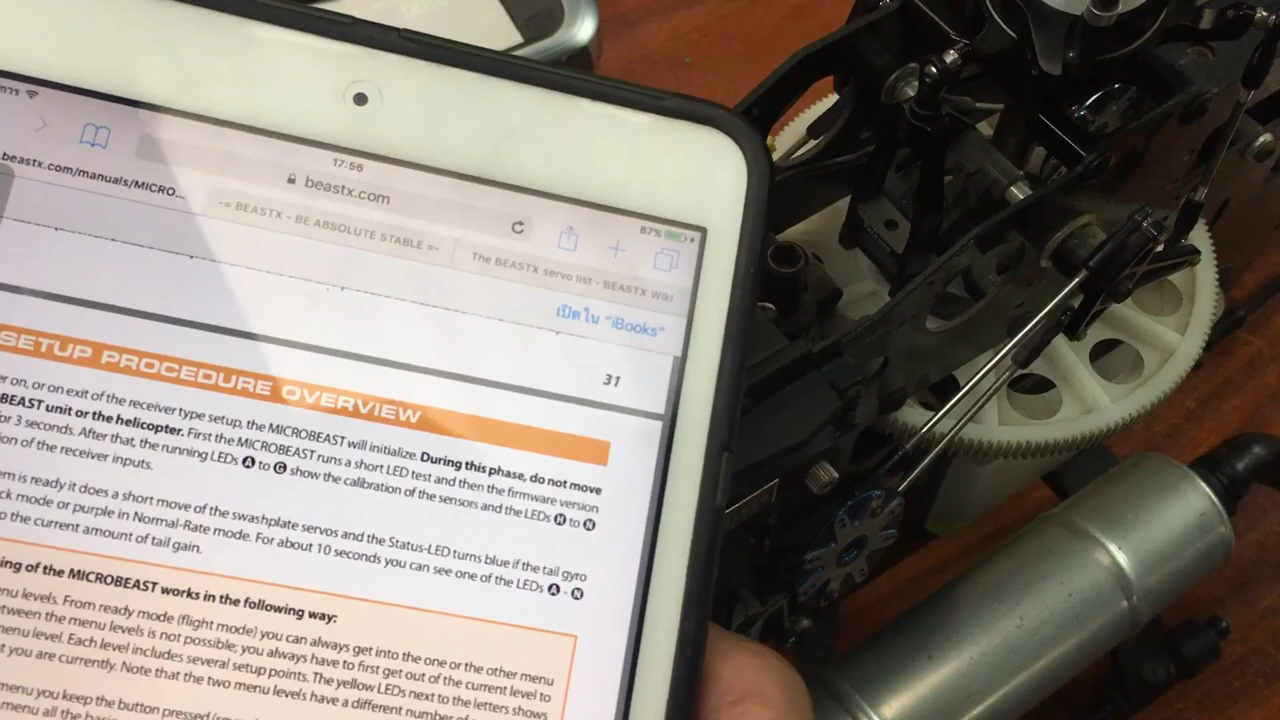 17:56
87%
beastx.com
beastx.com/manuals/MICRO...
-= BEASTX - BE ABSOLUTE STABLE =-
The BEASTX servo list - BEASTX Wiki
เปิดใน "iBooks"
31
SETUP PROCEDURE OVERVIEW
er on, or on exit of the receiver type setup, the MICROBEAST will initialize. During this phase, do not move
BEAST unit or the helicopter. First the MICROBEAST runs a short LED test and then the firmware version
for 3 seconds. After that, the running LEDs A to G show the calibration of the sensors and the LEDs H to N
ion of the receiver inputs.
em is ready it does a short move of the swashplate servos and the Status-LED turns blue if the tail gyro
ck mode or purple in Normal-Rate mode. For about 10 seconds you can see one of the LEDs A - N
o the current amount of tail gain.
ing of the MICROBEAST works in the following way:
enu levels. From ready mode (flight mode) you can always get into the one or the other menu
etween the menu levels is not possible; you always have to first get out of the current level to
menu level. Each level includes several setup points. The yellow LEDs next to the letters shows
t you are currently. Note that the two menu levels have a different number of
menu you keep the button pressed
menu all the